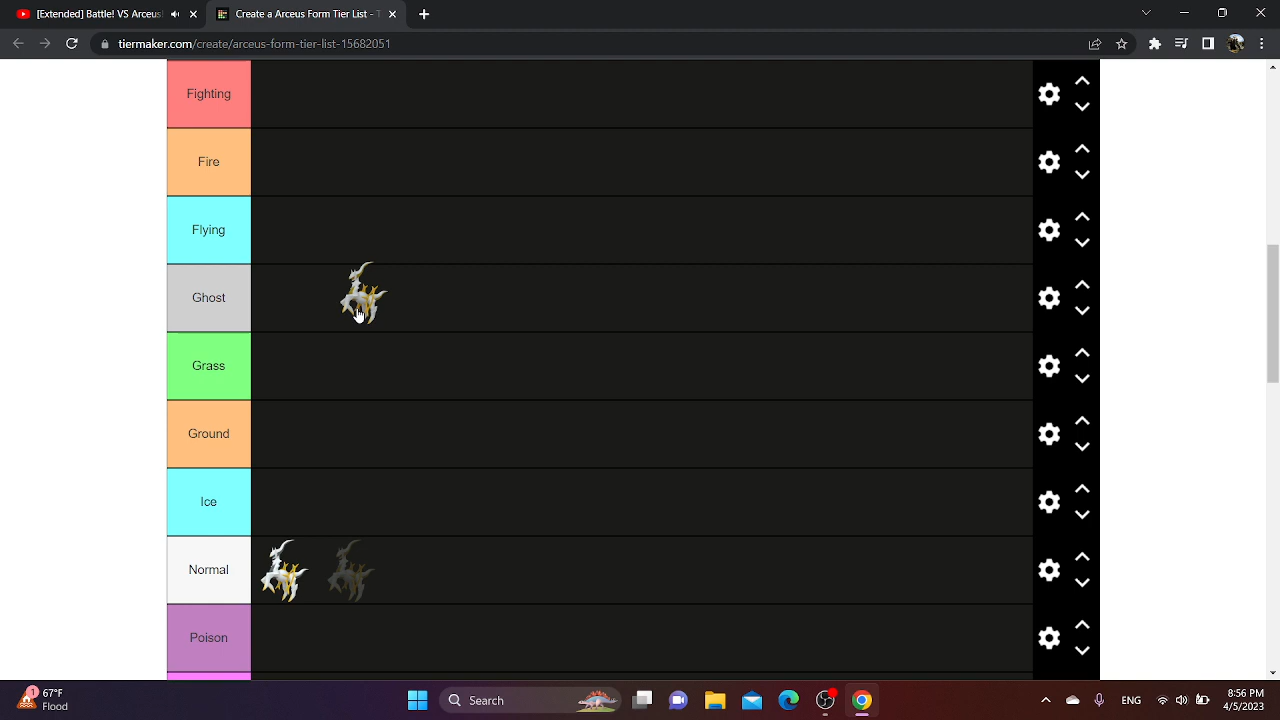 [Extended] Battle! VS Arceus
Create a Arceus Form Tier List - T
tiermaker.com/create/arceus-form-tier-list-15682051
Fighting
Fire
Flying
Ghost
Grass
Ground
Ice
Normal
Poison
1
67°F
Flood
Search
ENG
8:56 PM
4/5/2023